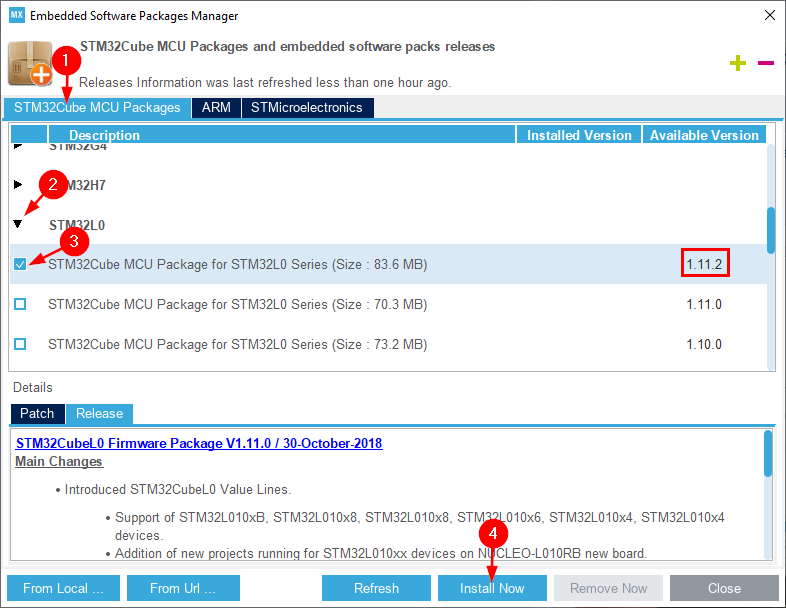 MX Embedded Software Packages Manager
STM32Cube MCU Packages and embedded software packs releases
1
Releases Information was last refreshed less than one hour ago.
STM32Cube MCU Packages ARM STMicroelectronics
Description Installed Version Available Version
STM32G4
2 STM32H7
STM32L0
3
STM32Cube MCU Package for STM32L0 Series (Size : 83.6 MB) 1.11.2
STM32Cube MCU Package for STM32L0 Series (Size : 70.3 MB) 1.11.0
STM32Cube MCU Package for STM32L0 Series (Size : 73.2 MB) 1.10.0
Details
Patch Release
STM32CubeL0 Firmware Package V1.11.0 / 30-October-2018
Main Changes
• Introduced STM32CubeL0 Value Lines.
• Support of STM32L010xB, STM32L010x8, STM32L010x8, STM32L010x6, STM32L010x4, STM32L010x4
devices.
4
• Addition of new projects running for STM32L010xx devices on NUCLEO-L010RB new board.
From Local ... From Url ... Refresh Install Now Remove Now Close